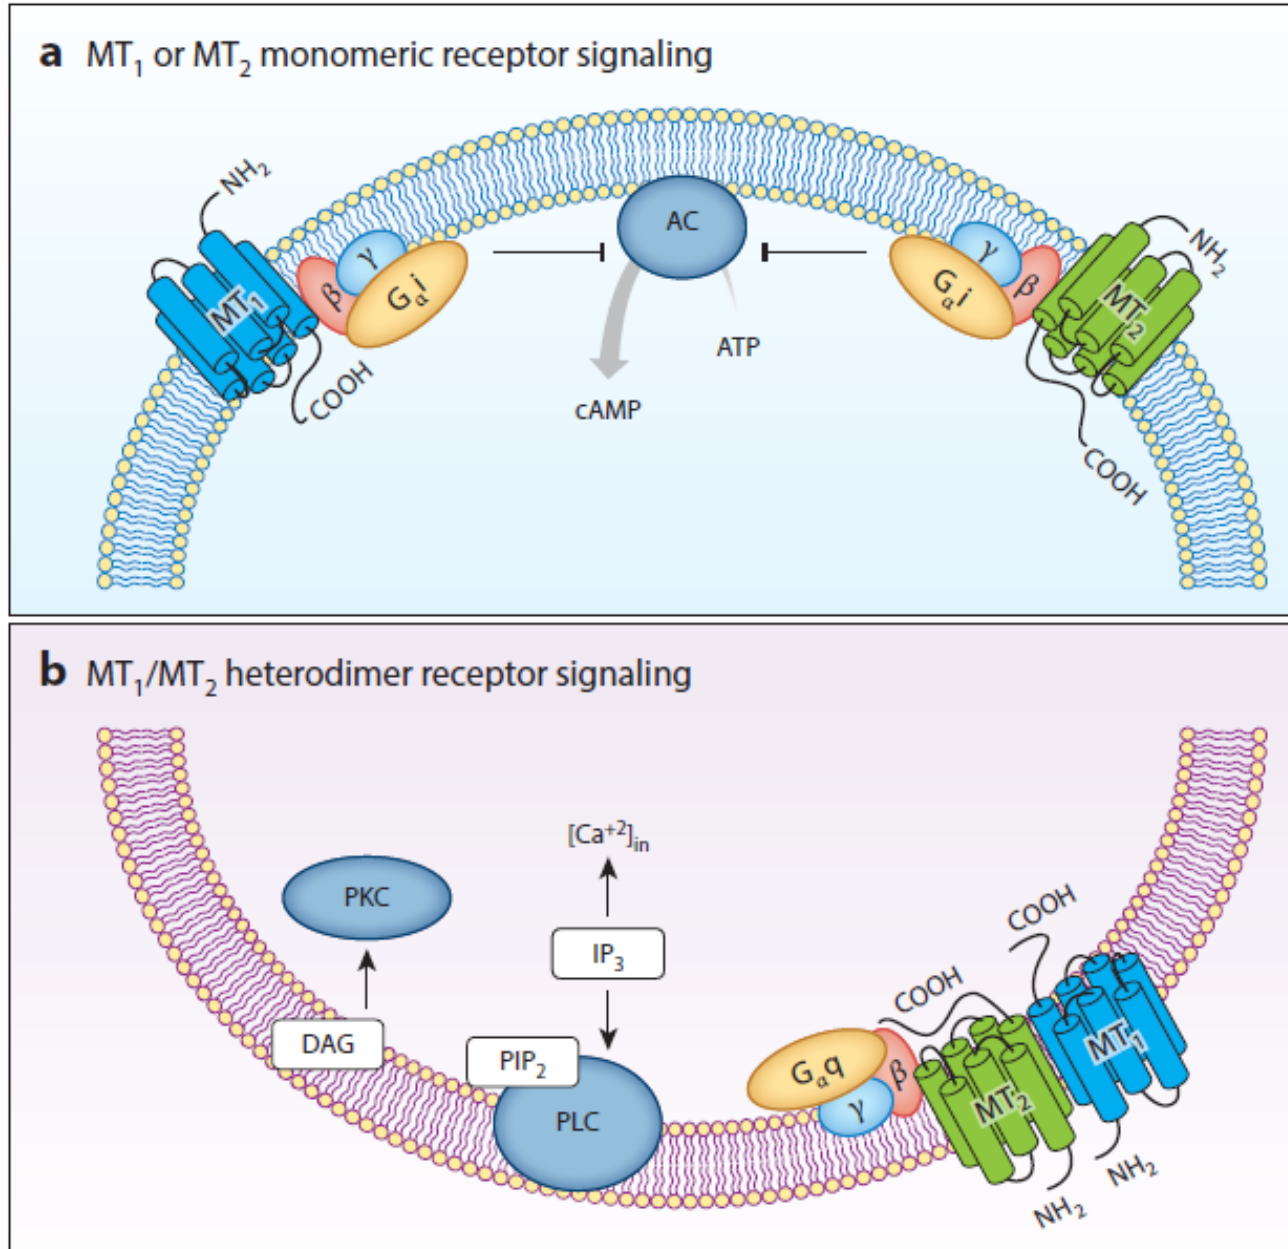 a MT₁ or MT₂ monomeric receptor signaling
NH₂
AC
γ
γ
NH₂
β
Gαi
Gαi
β
MT₁
MT₂
ATP
COOH
cAMP
COOH
b MT₁/MT₂ heterodimer receptor signaling
[Ca⁺²]in
PKC
COOH
IP₃
COOH
DAG
PIP₂
Gαq
β
MT₁
γ
MT₂
PLC
NH₂
NH₂